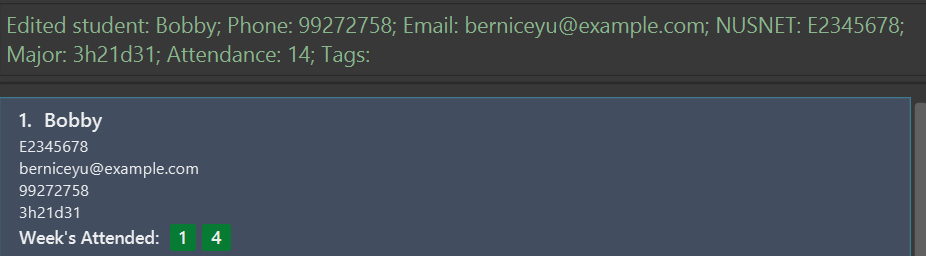 Edited student: Bobby; Phone: 99272758; Email: berniceyu@example.com; NUSNET: E2345678;
Major: 3h21d31; Attendance: 14; Tags:
1. Bobby
E2345678
berniceyu@example.com
99272758
3h21d31
Week's Attended: 1 4